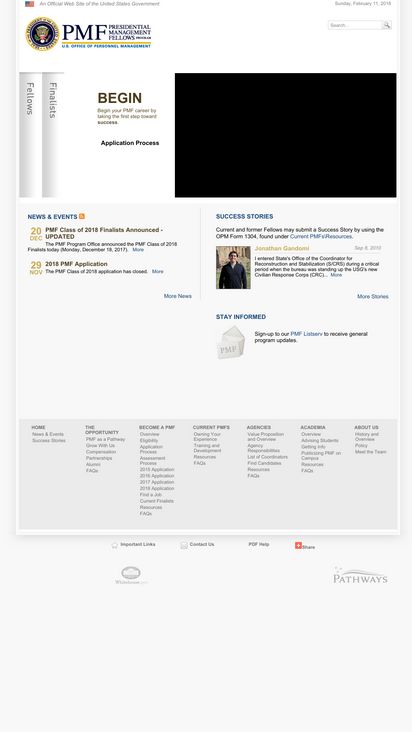 An Official Web Site of the United States Government
Sunday, February 11, 2018
PMF PRESIDENTIAL
MANAGEMENT
FELLOWS PROGRAM
U.S. OFFICE OF PERSONNEL MANAGEMENT
Search...
Fellows
Finalists
BEGIN
Begin your PMF career by
taking the first step toward
success.
Application Process
NEWS & EVENTS
20
DEC
PMF Class of 2018 Finalists Announced -
UPDATED
The PMF Program Office announced the PMF Class of 2018
Finalists today (Monday, December 18, 2017). More
29
NOV
2018 PMF Application
The PMF Class of 2018 application has closed. More
More News
SUCCESS STORIES
Current and former Fellows may submit a Success Story by using the
OPM Form 1304, found under Current PMFs\Resources.
Jonathan Gandomi
Sep 8, 2010
I entered State's Office of the Coordinator for
Reconstruction and Stabilization (S/CRS) during a critical
period when the bureau was standing up the USG's new
Civilian Response Corps (CRC)... More
More Stories
STAY INFORMED
PMF
Sign-up to our PMF Listserv to receive general
program updates.
HOME
News & Events
Success Stories
THE
OPPORTUNITY
PMF as a Pathway
Grow With Us
Compensation
Partnerships
Alumni
FAQs
BECOME A PMF
Overview
Eligibility
Application
Process
Assessment
Process
2015 Application
2016 Application
2017 Application
2018 Application
Find a Job
Current Finalists
Resources
FAQs
CURRENT PMFS
Owning Your
Experience
Training and
Development
Resources
FAQs
AGENCIES
Value Proposition
and Overview
Agency
Responsibilities
List of Coordinators
Find Candidates
Resources
FAQs
ACADEMIA
Overview
Advising Students
Getting Info
Publicizing PMF on
Campus
Resources
FAQs
ABOUT US
History and
Overview
Policy
Meet the Team
Important Links
Contact Us
PDF Help
Share
Whitehouse.gov
PATHWAYS